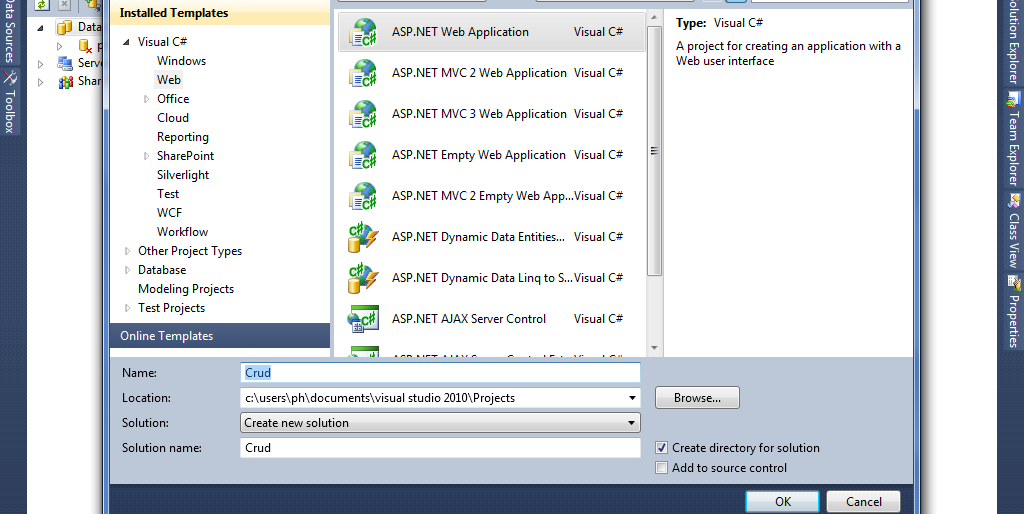 Data Sources
Toolbox
Data
Serv
Shar
Installed Templates
Visual C#
Windows
Web
Office
Cloud
Reporting
SharePoint
Silverlight
Test
WCF
Workflow
Other Project Types
Database
Modeling Projects
Test Projects
Online Templates
ASP.NET Web Application Visual C#
ASP.NET MVC 2 Web Application Visual C#
ASP.NET MVC 3 Web Application Visual C#
ASP.NET Empty Web Application Visual C#
ASP.NET MVC 2 Empty Web App... Visual C#
ASP.NET Dynamic Data Entities... Visual C#
ASP.NET Dynamic Data Linq to S... Visual C#
ASP.NET AJAX Server Control Visual C#
Type: Visual C#
A project for creating an application with a
Web user interface
Name: Crud
Location: c:\users\ph\documents\visual studio 2010\Projects
Browse...
Solution: Create new solution
Solution name: Crud
Create directory for solution
Add to source control
OK
Cancel
Solution Explorer
Team Explorer
Class View
Properties